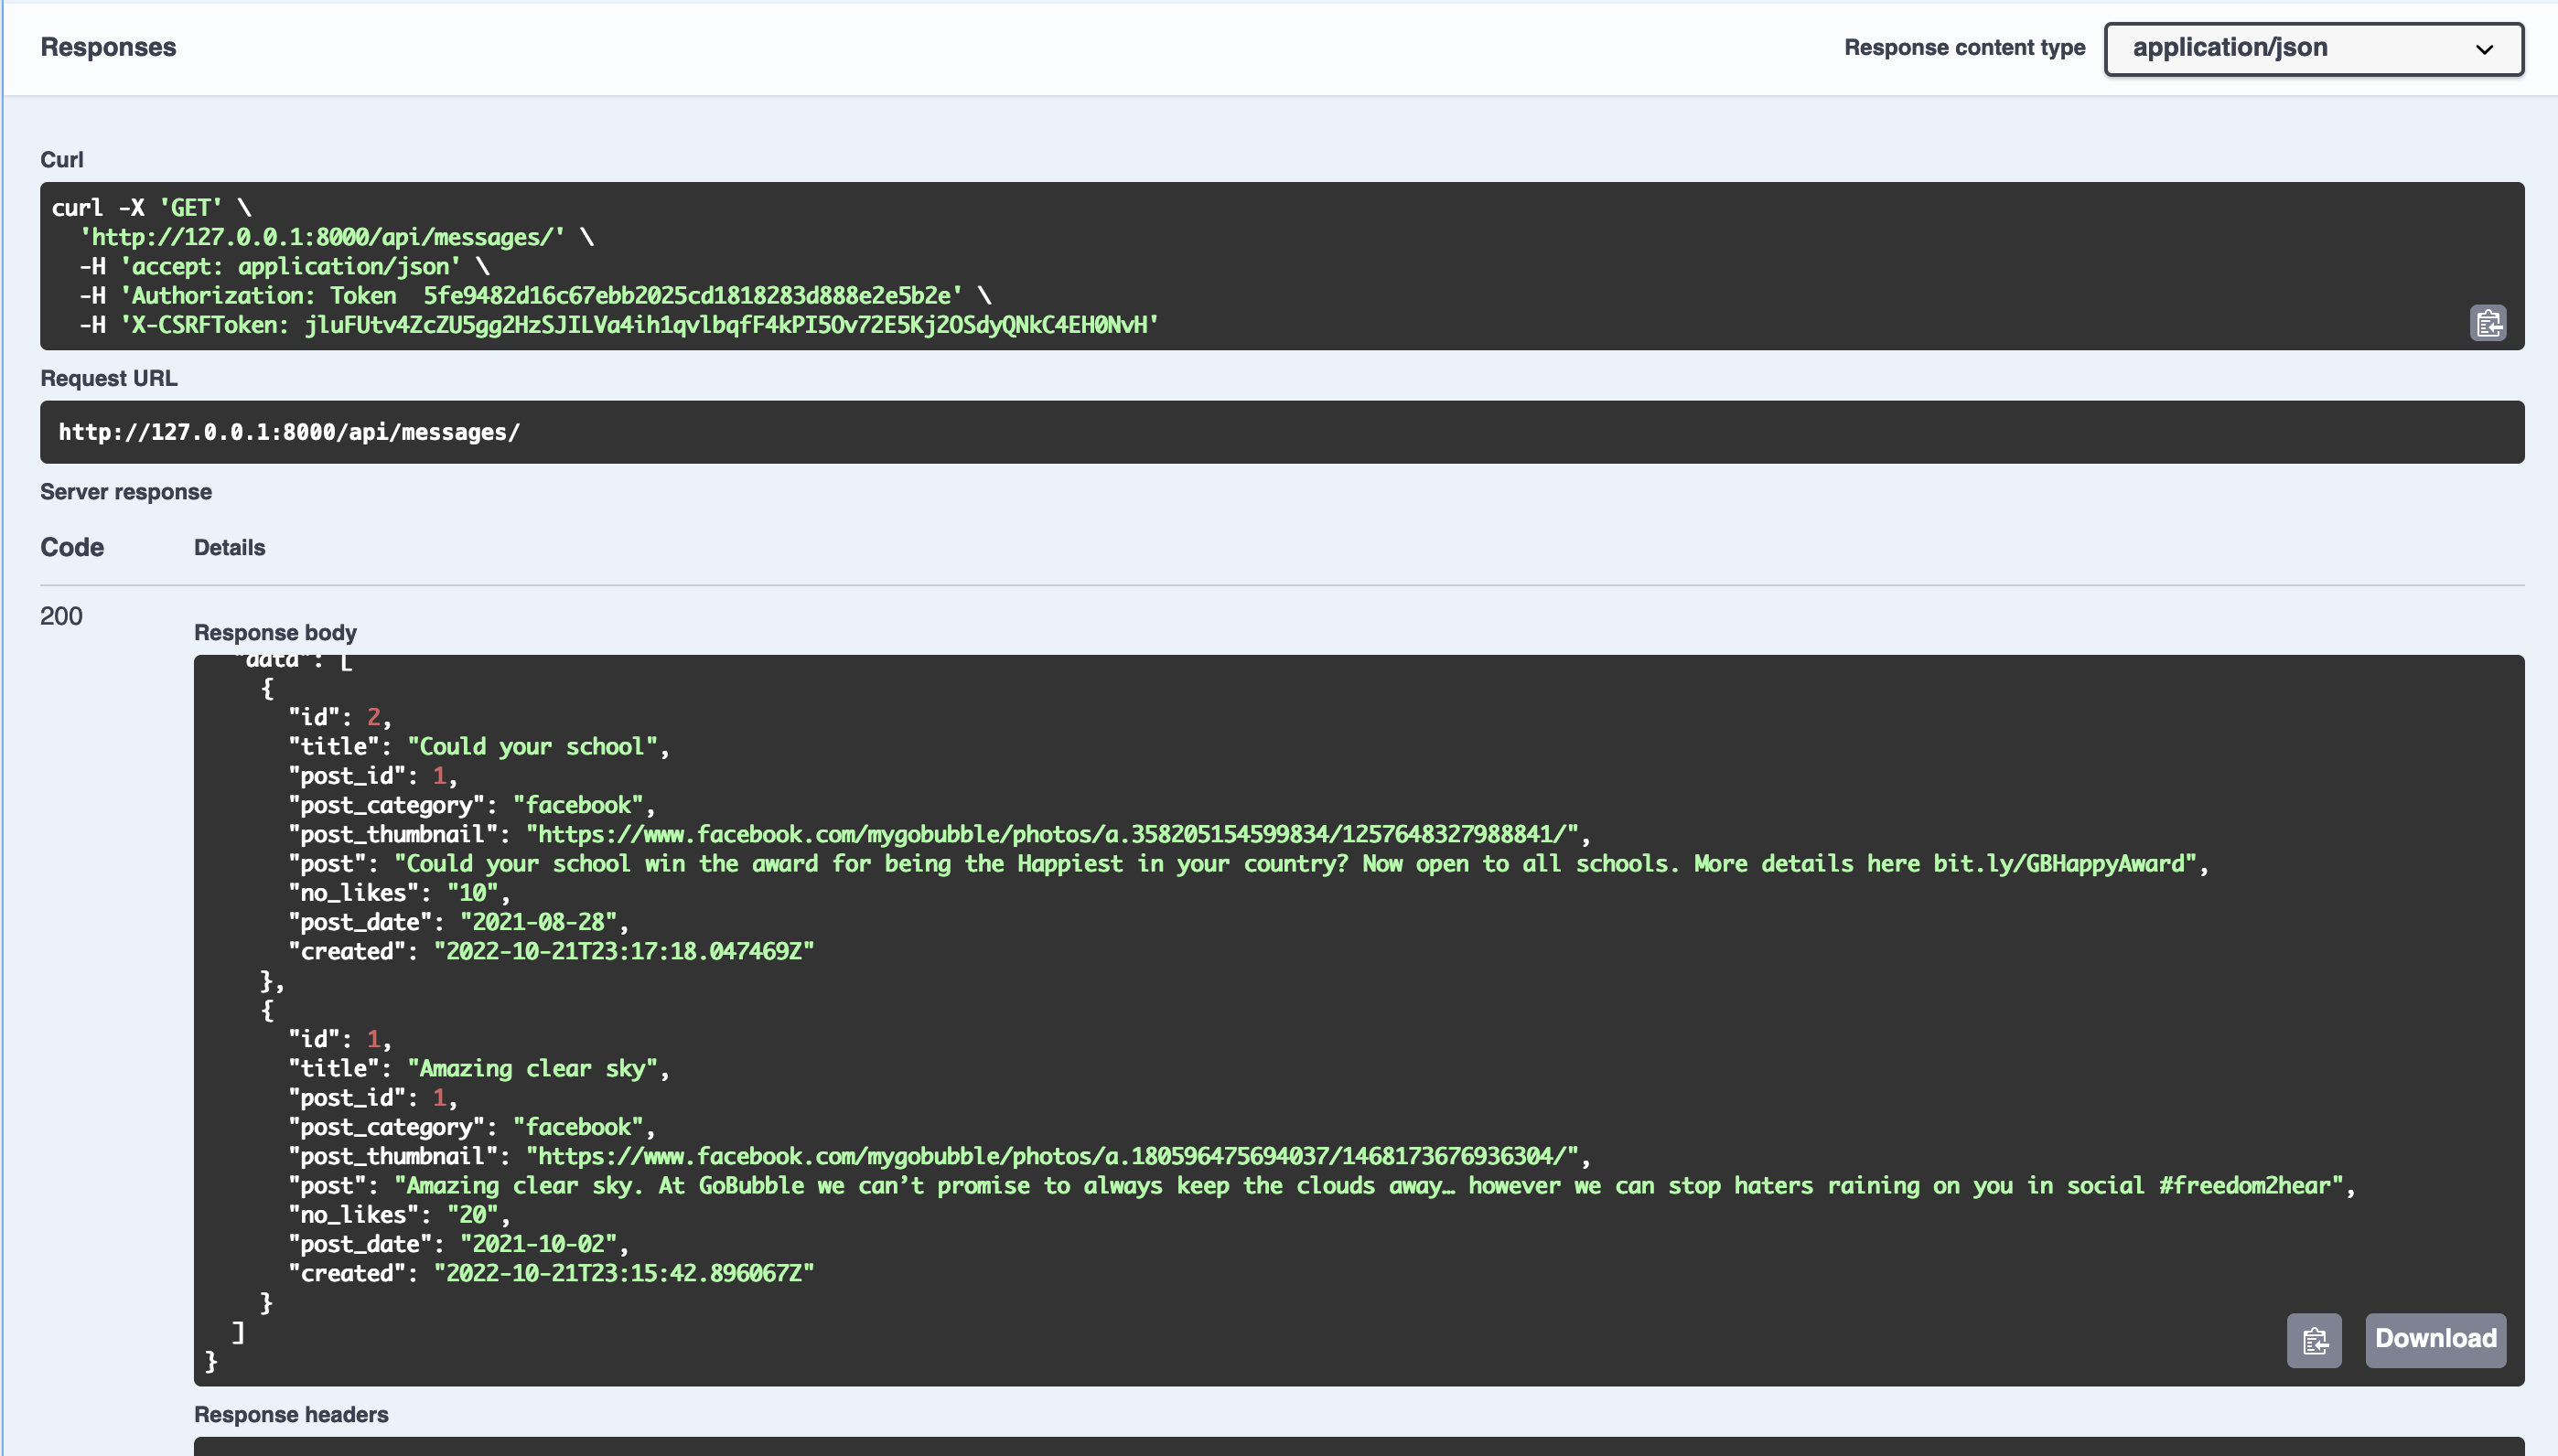 Responses
Response content type
application/json
Curl
curl -X 'GET' \
'http://127.0.0.1:8000/api/messages/' \
-H 'accept: application/json' \
-H 'Authorization: Token  5fe9482d16c67ebb2025cd1818283d888e2e5b2e' \
-H 'X-CSRFToken: jluFUtv4ZcZU5gg2HzSJILVa4ih1qvlbqfF4kPI5Ov72E5Kj2OSdyQNkC4EH0NvH'
Request URL
http://127.0.0.1:8000/api/messages/
Server response
Code
Details
200
Response body
"data": [
{
"id": 2,
"title": "Could your school",
"post_id": 1,
"post_category": "facebook",
"post_thumbnail": "https://www.facebook.com/mygobubble/photos/a.358205154599834/1257648327988841/",
"post": "Could your school win the award for being the Happiest in your country? Now open to all schools. More details here bit.ly/GBHappyAward",
"no_likes": "10",
"post_date": "2021-08-28",
"created": "2022-10-21T23:17:18.047469Z"
},
{
"id": 1,
"title": "Amazing clear sky",
"post_id": 1,
"post_category": "facebook",
"post_thumbnail": "https://www.facebook.com/mygobubble/photos/a.180596475694037/1468173676936304/",
"post": "Amazing clear sky. At GoBubble we can’t promise to always keep the clouds away… however we can stop haters raining on you in social #freedom2hear",
"no_likes": "20",
"post_date": "2021-10-02",
"created": "2022-10-21T23:15:42.896067Z"
}
]
}
Download
Response headers